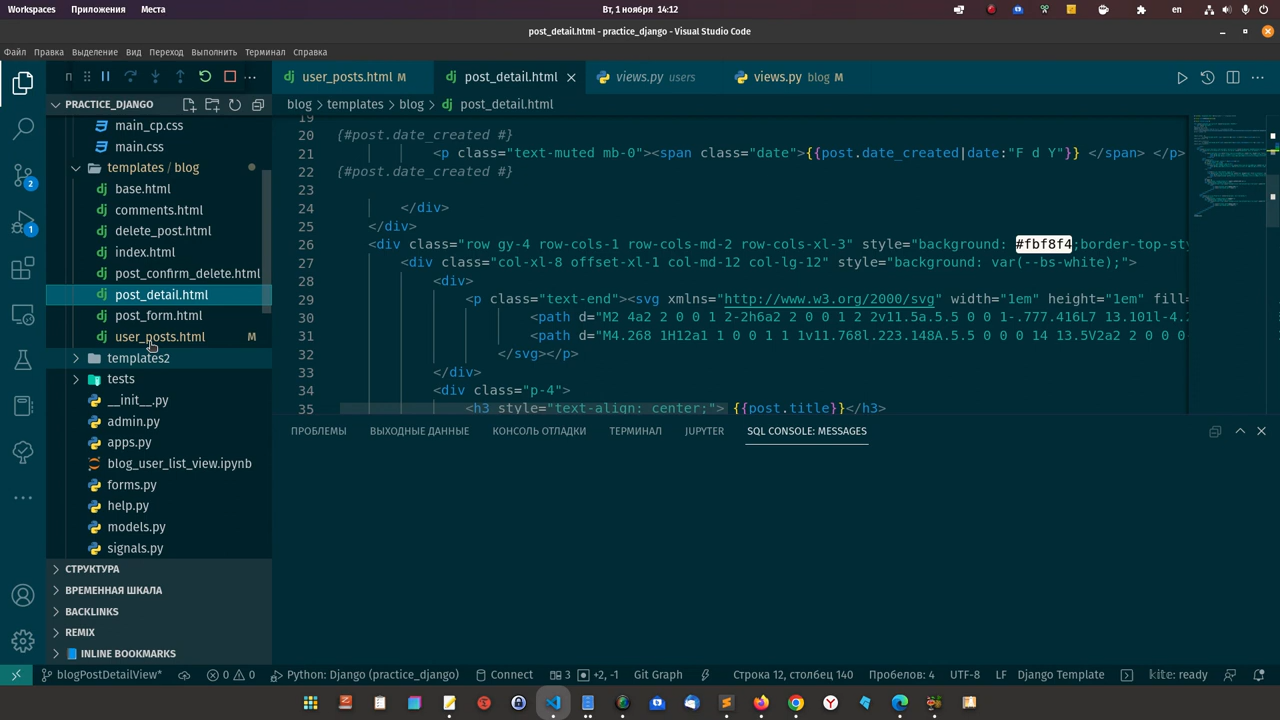 Workspaces Приложения Места Вт, 1 ноября 14:12 en
post_detail.html - practice_django - Visual Studio Code
Файл Правка Выделение Вид Переход Выполнить Терминал Справка
user_posts.html M post_detail.html views.py users views.py blog M
PRACTICE_DJANGO
blog templates blog post_detail.html
main_cp.css
main.css
templates / blog
base.html
comments.html
delete_post.html
index.html
post_confirm_delete.html
post_detail.html
post_form.html
user_posts.html M
templates2
tests
__init__.py
admin.py
apps.py
blog_user_list_view.ipynb
forms.py
help.py
models.py
signals.py
СТРУКТУРА
ВРЕМЕННАЯ ШКАЛА
BACKLINKS
REMIX
INLINE BOOKMARKS
2
1
19
20 {#post.date_created #}
21 <p class="text-muted mb-0"><span class="date">{{post.date_created|date:"F d Y"}} </span> </p>
22 {#post.date_created #}
23
24 </div>
25 </div>
26 <div class="row gy-4 row-cols-1 row-cols-md-2 row-cols-xl-3" style="background: #fbf8f4;border-top-sty
27 <div class="col-xl-8 offset-xl-1 col-md-12 col-lg-12" style="background: var(--bs-white);">
28 <div>
29 <p class="text-end"><svg xmlns="http://www.w3.org/2000/svg" width="1em" height="1em" fill=
30 <path d="M2 4a2 2 0 0 1 2-2h6a2 2 0 0 1 2 2v11.5a.5.5 0 0 1-.777.416L7 13.101l-4.
31 <path d="M4.268 1H12a1 1 0 0 1 1 1v11.768l.223.148A.5.5 0 0 0 14 13.5V2a2 2 0 0
32 </svg></p>
33 </div>
34 <div class="p-4">
35 <h3 style="text-align: center;"> {{post.title}}</h3>
ПРОБЛЕМЫ ВЫХОДНЫЕ ДАННЫЕ КОНСОЛЬ ОТЛАДКИ ТЕРМИНАЛ JUPYTER SQL CONSOLE: MESSAGES
blogPostDetailView* 0 0 Python: Django (practice_django) Connect 3 +2, -1 Git Graph Строка 12, столбец 140 Пробелов: 4 UTF-8 LF Django Template kite: ready